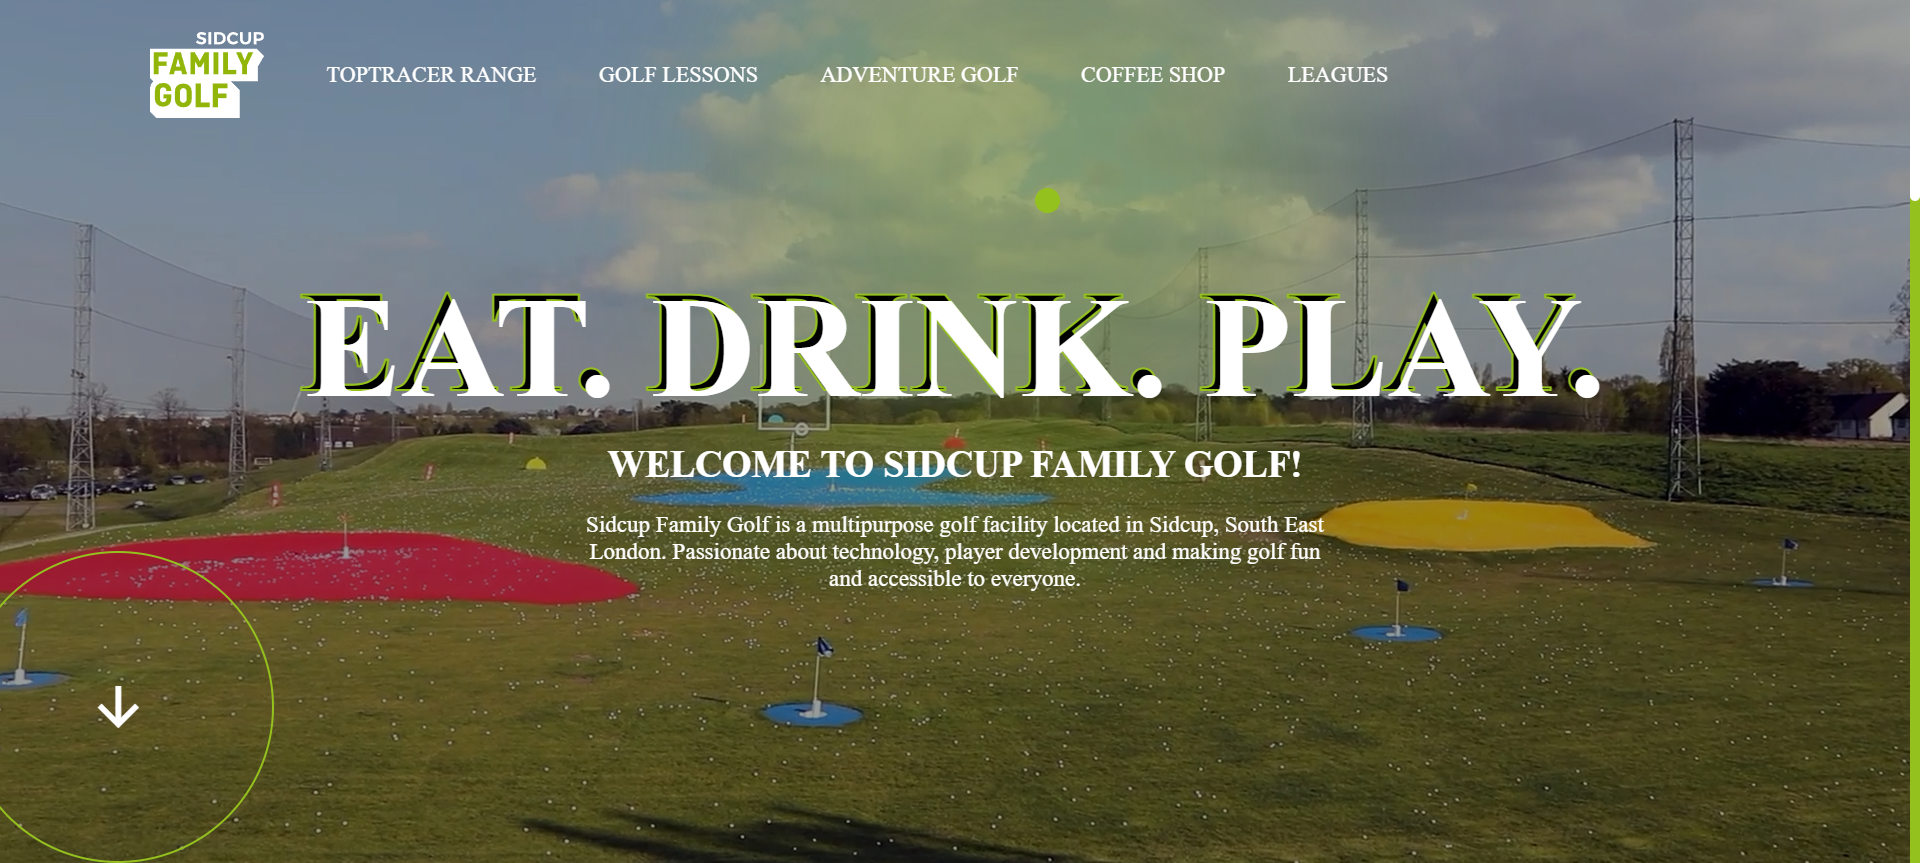 SIDCUP
FAMILY
GOLF
TOPTRACER RANGE
GOLF LESSONS
ADVENTURE GOLF
COFFEE SHOP
LEAGUES
EAT. DRINK. PLAY.
WELCOME TO SIDCUP FAMILY GOLF!
Sidcup Family Golf is a multipurpose golf facility located in Sidcup, South East
London. Passionate about technology, player development and making golf fun
and accessible to everyone.